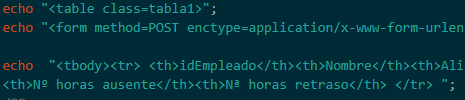 echo "<table class=tabla1>";
echo "<form method=POST enctype=application/x-www-form-urlen
echo "<tbody><tr> <th>idEmpleado</th><th>Nombre</th><th>Ali
<th>Nº horas ausente</th><th>Nª horas retraso</th> </tr> ";